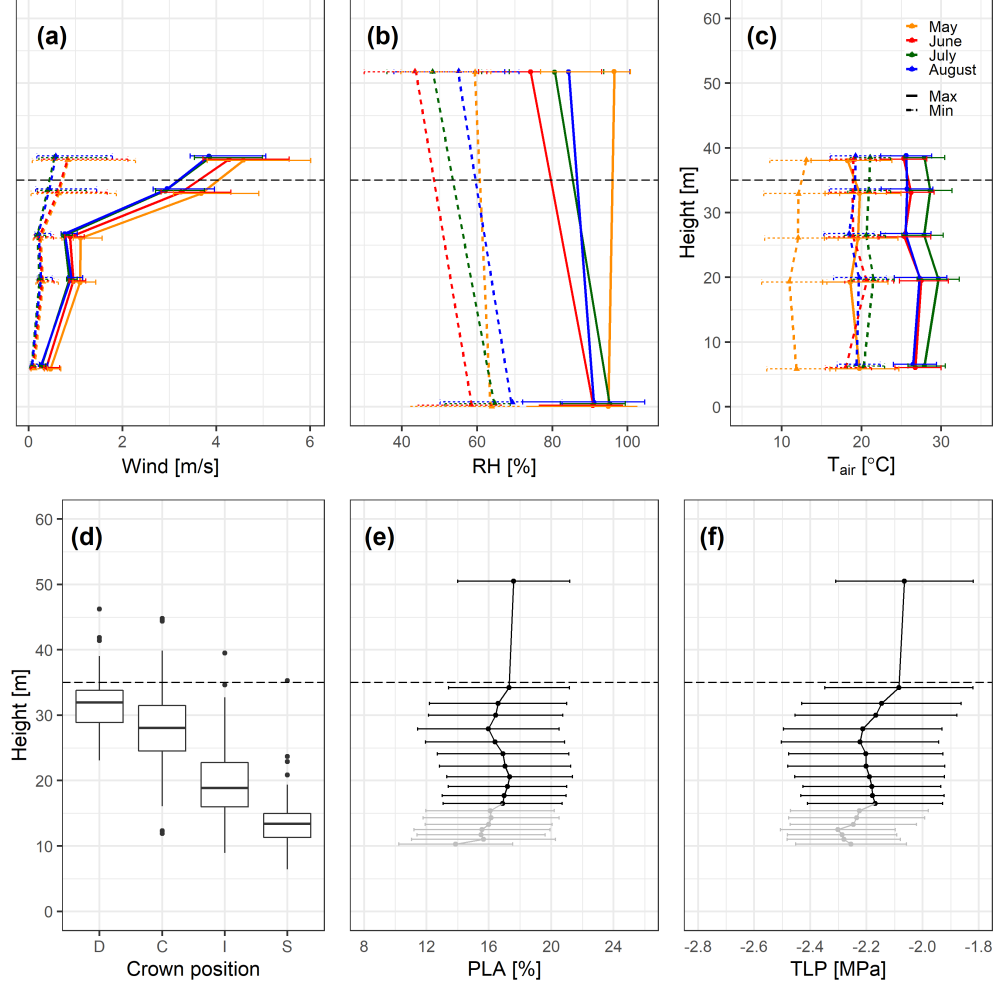 (a)
0
2
4
6
Wind [m/s]
(b)
40
60
80
100
RH [%]
(c)
May
June
July
August
Max
Min
60
50
40
30
20
10
0
Height [m]
10
20
30
Tair [°C]
(d)
60
50
40
30
20
10
0
Height [m]
D
C
I
S
Crown position
(e)
8
12
16
20
24
PLA [%]
(f)
-2.8
-2.6
-2.4
-2.2
-2.0
-1.8
TLP [MPa]